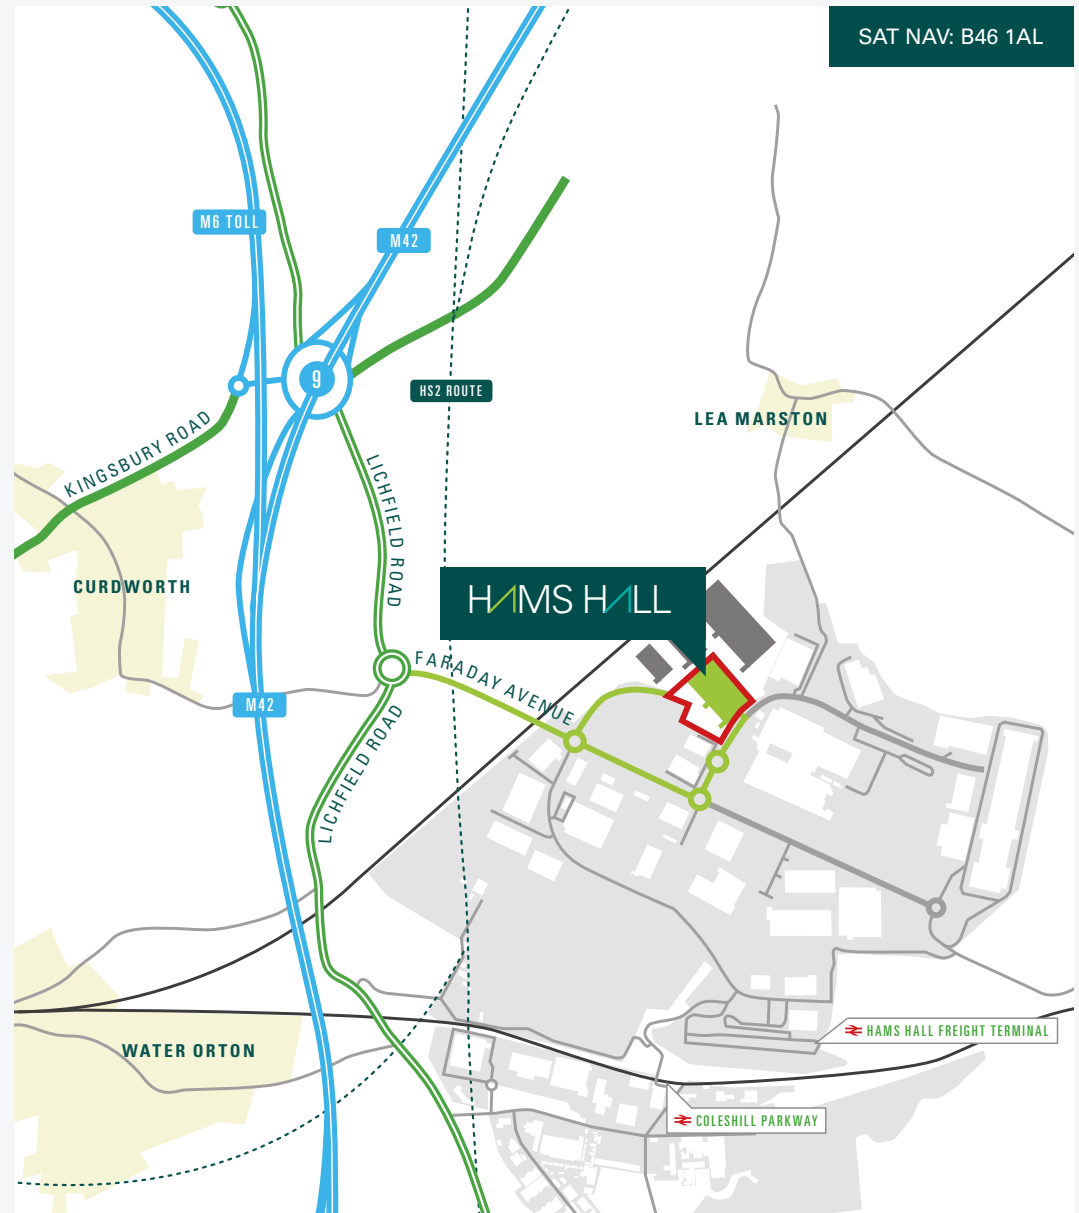 SAT NAV: B46 1AL
M6 TOLL
M42
9
HS2 ROUTE
KINGSBURY ROAD
LEA MARSTON
LICHFIELD ROAD
CURDWORTH
HAMS HALL
FARADAY AVENUE
M42
LICHFIELD ROAD
HAMS HALL FREIGHT TERMINAL
WATER ORTON
COLESHILL PARKWAY